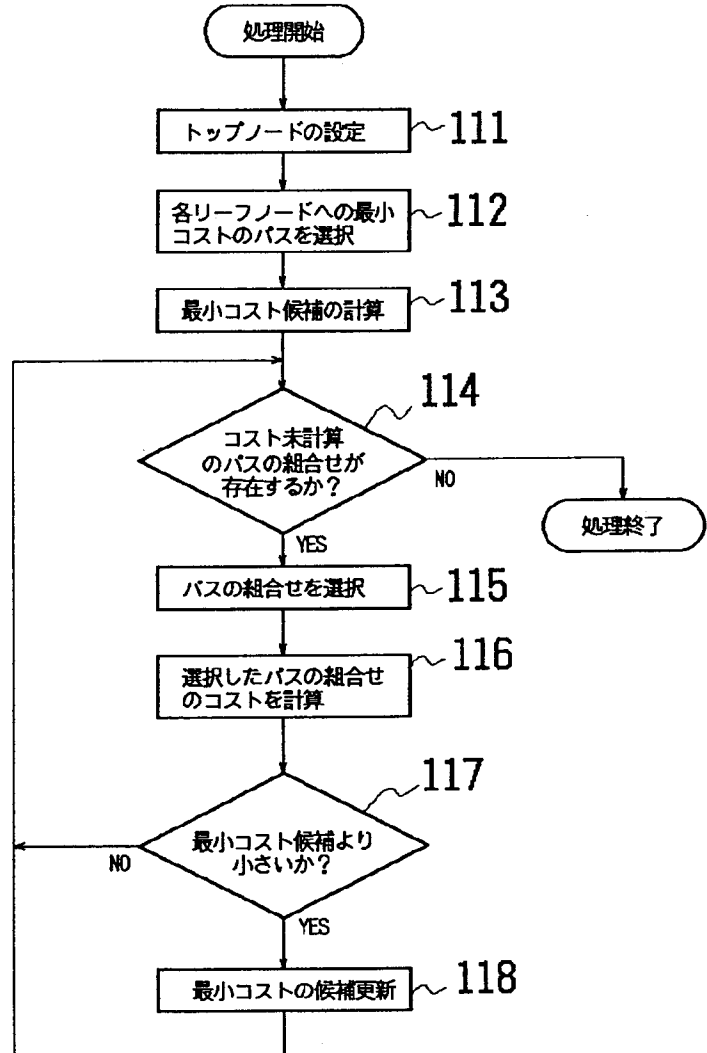 処理開始
トップノードの設定
111
各リーフノードへの最小
コストのパスを選択
112
最小コスト候補の計算
113
114
コスト未計算
のパスの組合せが
存在するか？
NO
処理終了
YES
パスの組合せを選択
115
選択したパスの組合せ
のコストを計算
116
117
最小コスト候補より
小さいか？
NO
YES
最小コストの候補更新
118